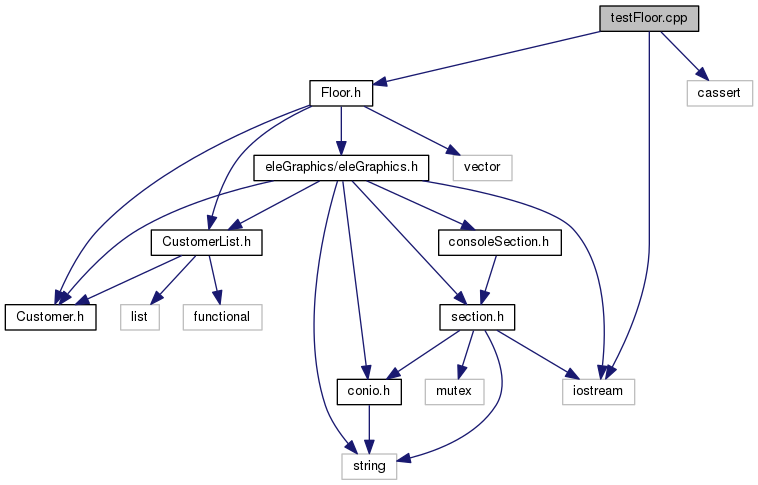 testFloor.cpp
Floor.h
cassert
eleGraphics/eleGraphics.h
vector
CustomerList.h
consoleSection.h
Customer.h
list
functional
section.h
conio.h
mutex
iostream
string